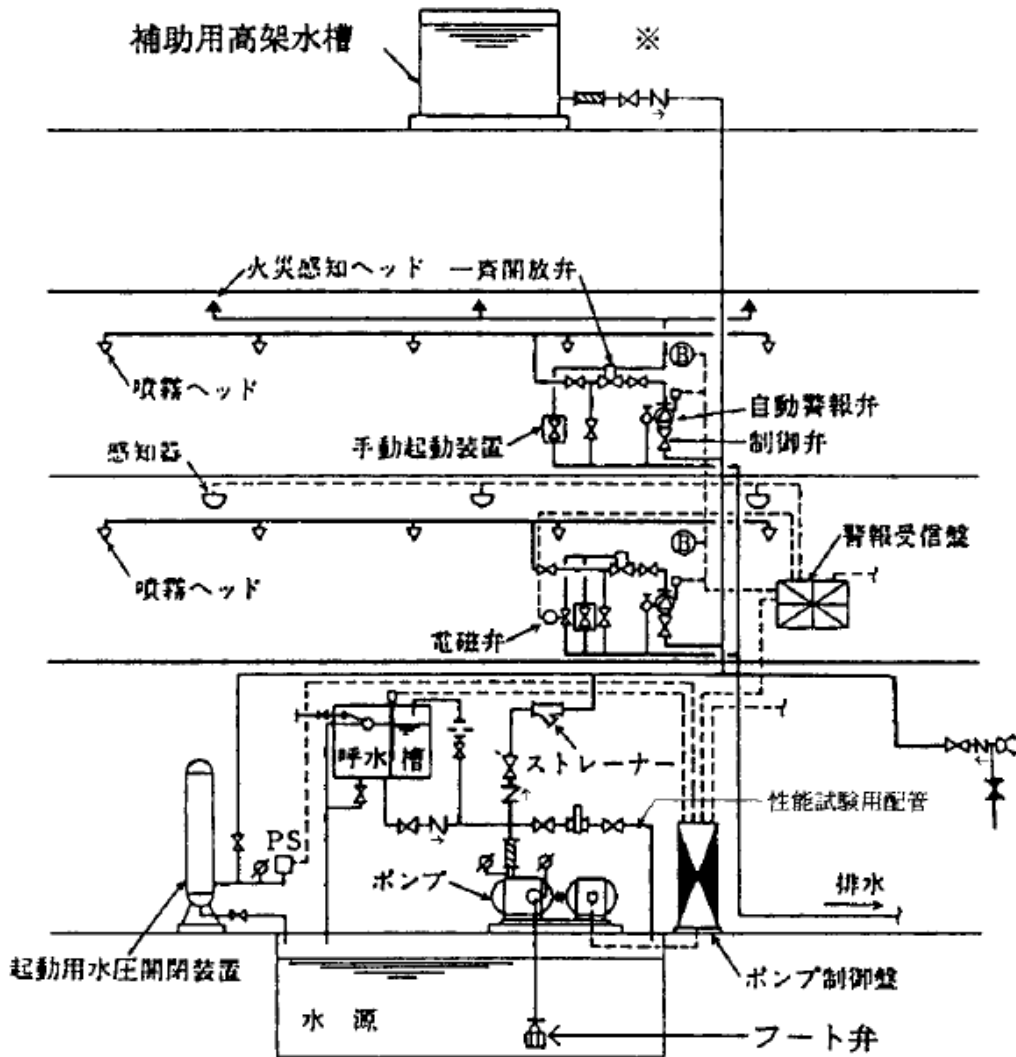 補助用高架水槽
※
火災感知ヘッド
一斉開放弁
B
噴霧ヘッド
自動警報弁
手動起動装置
制御弁
感知器
B
警報受信盤
噴霧ヘッド
電磁弁
呼水槽
ストレーナー
性能試験用配管
PS
ポンプ
排水
起動用水圧開閉装置
ポンプ制御盤
水源
フート弁